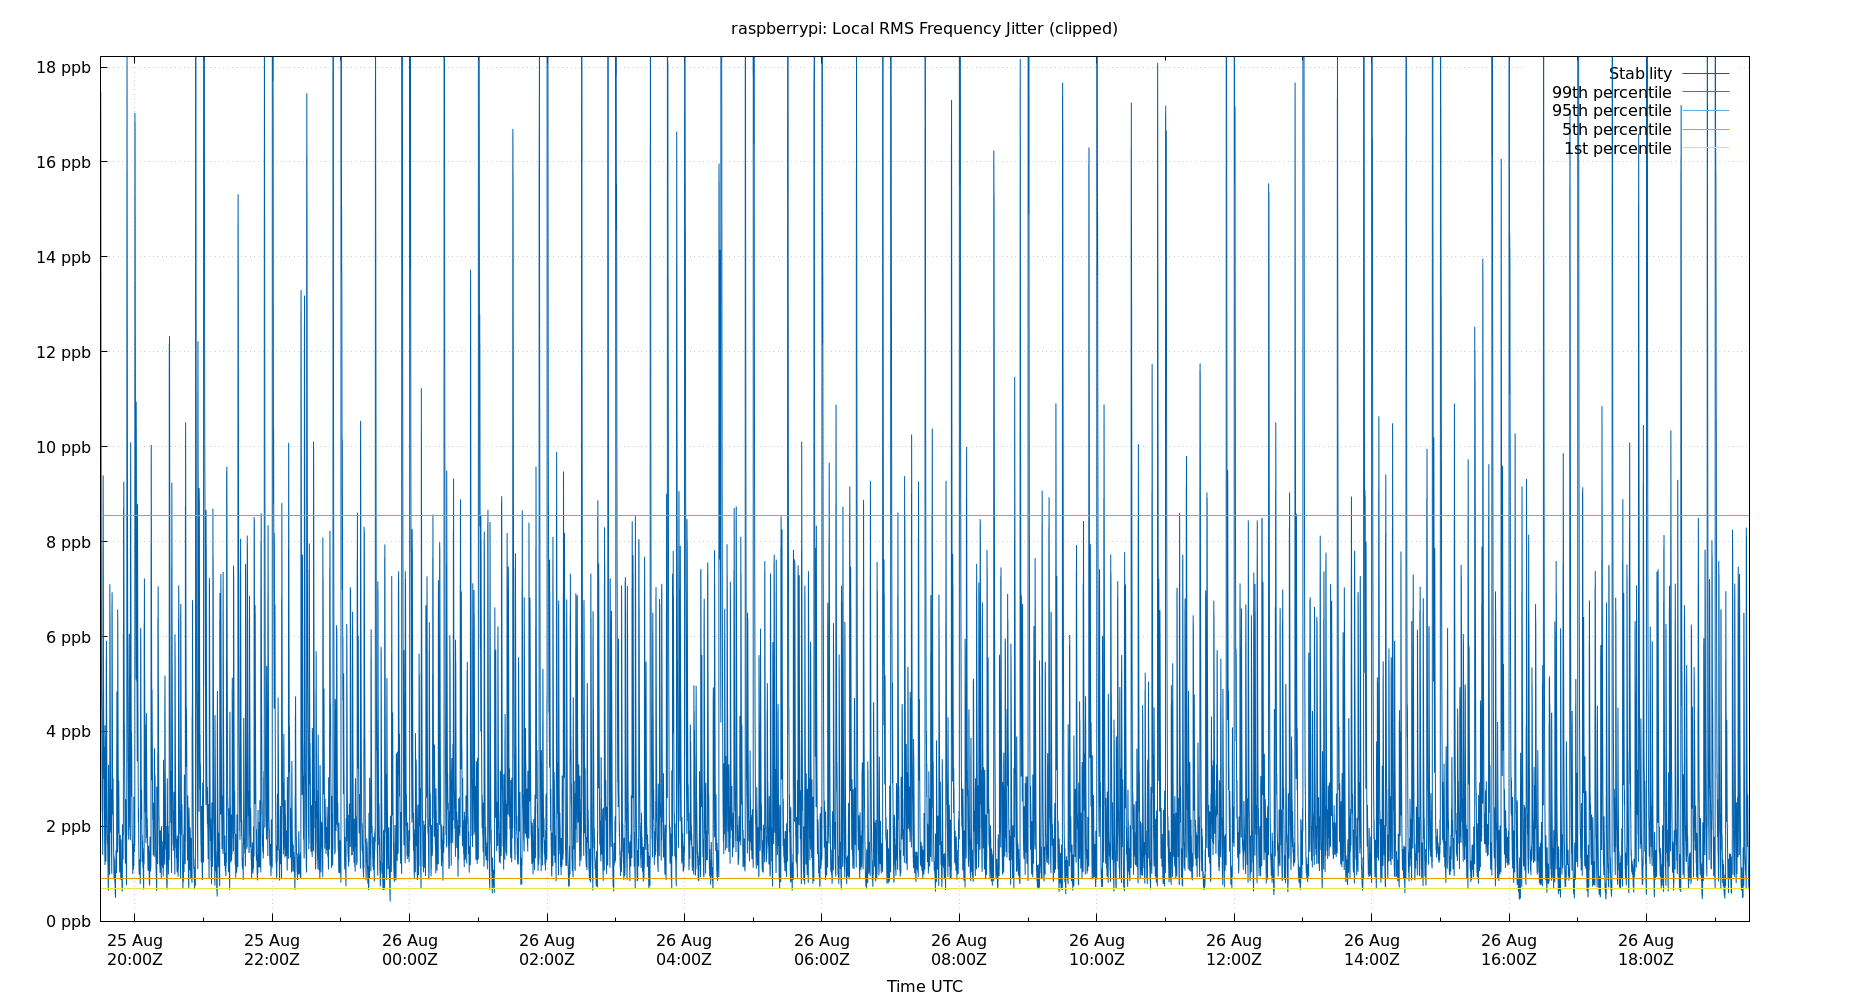 raspberrypi: Local RMS Frequency Jitter (clipped)
18 ppb
16 ppb
14 ppb
12 ppb
10 ppb
8 ppb
6 ppb
4 ppb
2 ppb
0 ppb
Stability
99th percentile
95th percentile
5th percentile
1st percentile
25 Aug 25 Aug 26 Aug 26 Aug 26 Aug 26 Aug 26 Aug 26 Aug 26 Aug 26 Aug 26 Aug 26 Aug
20:00Z 22:00Z 00:00Z 02:00Z 04:00Z 06:00Z 08:00Z 10:00Z 12:00Z 14:00Z 16:00Z 18:00Z
Time UTC